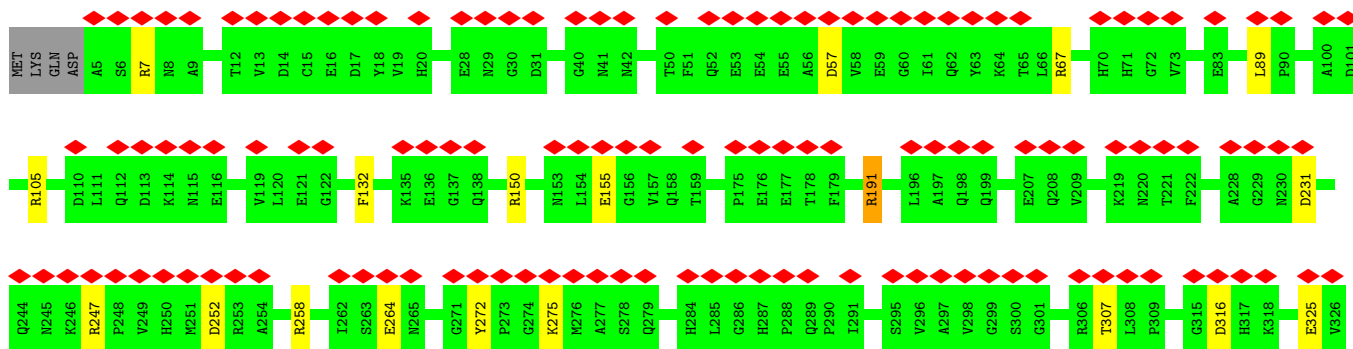 MET LYS GLN ASP A5 S6 R7 N8 A9 T12 V13 D14 C15 E16 D17 Y18 V19 H20 E28 N29 G30 D31 G40 N41 N42 T50 F51 Q52 E53 E54 E55 A56 D57 V58 E59 G60 I61 Q62 Y63 K64 T65 L66 R67 H70 H71 G72 V73 E83 L89 P90 A100 D101
R105 D110 L111 Q112 D113 K114 N115 E116 V119 L120 E121 G122 F132 K135 E136 G137 Q138 R150 N153 L154 E155 G156 V157 Q158 T159 P175 E176 E177 T178 F179 R191 L196 A197 Q198 Q199 E207 Q208 V209 K219 N220 T221 F222 A228 G229 N230 D231
Q244 N245 K246 R247 P248 V249 H250 M251 D252 R253 A254 R258 T262 S263 E264 N265 G271 Y272 P273 G274 K275 M276 A277 S278 Q279 H284 L285 G286 H287 P288 Q289 P290 I291 S295 V296 A297 V298 G299 S300 G301 R306 T307 L308 P309 G315 D316 H317 K318 E325 V326